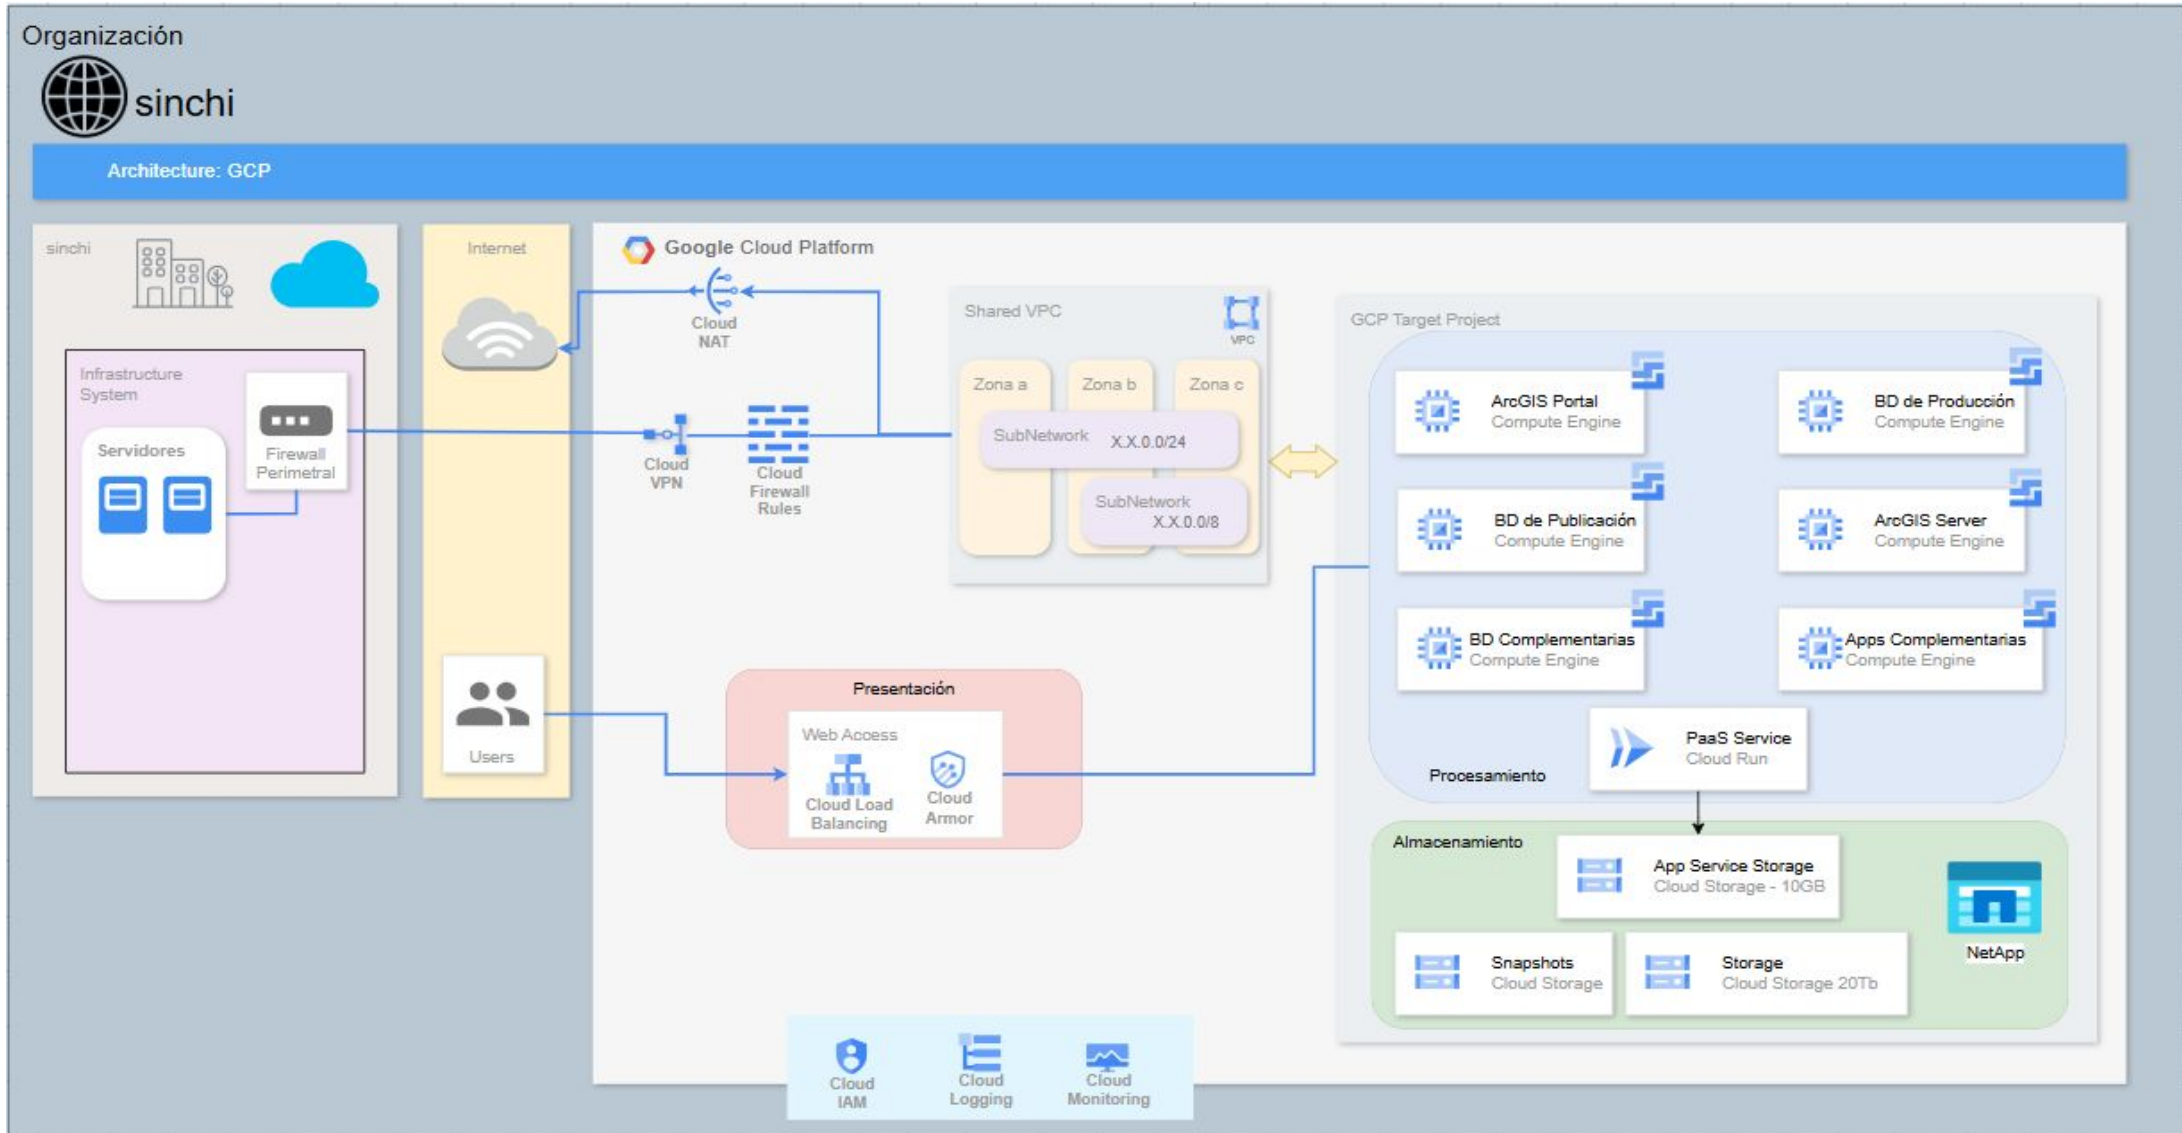 Organización
sinchi
Architecture: GCP
sinchi
Infrastructure
System
Servidores
Firewall
Perimetral
Internet
Users
Google Cloud Platform
Cloud
NAT
Cloud
VPN
Cloud
Firewall
Rules
Shared VPC
VPC
Zona a
Zona b
Zona c
SubNetwork X.X.0.0/24
SubNetwork
X.X.0.0/8
Presentación
Web Access
Cloud Load
Balancing
Cloud
Armor
GCP Target Project
ArcGIS Portal
Compute Engine
BD de Producción
Compute Engine
BD de Publicación
Compute Engine
ArcGIS Server
Compute Engine
BD Complementarias
Compute Engine
Apps Complementarias
Compute Engine
PaaS Service
Cloud Run
Procesamiento
Almacenamiento
App Service Storage
Cloud Storage - 10GB
Snapshots
Cloud Storage
Storage
Cloud Storage 20Tb
NetApp
Cloud
IAM
Cloud
Logging
Cloud
Monitoring